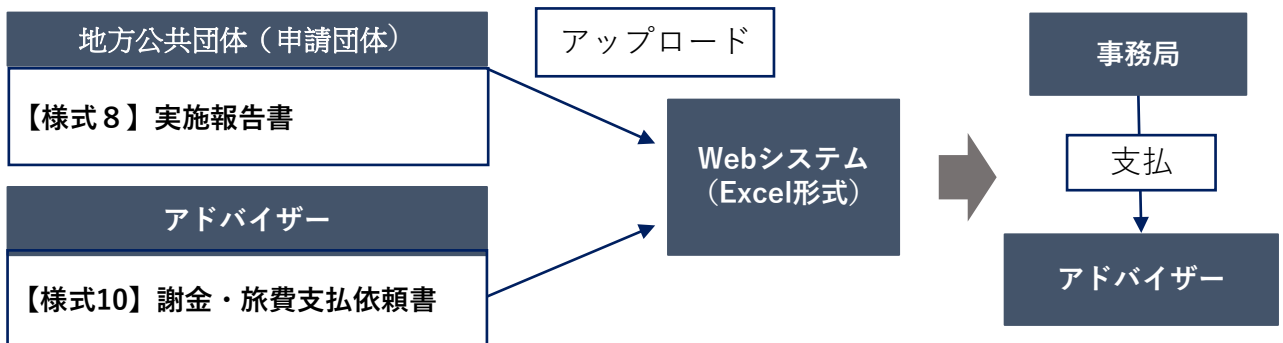 地方公共団体（申請団体）
【様式８】実施報告書
アドバイザー
【様式10】謝金・旅費支払依頼書
アップロード
Webシステム
（Excel形式）
事務局
支払
アドバイザー